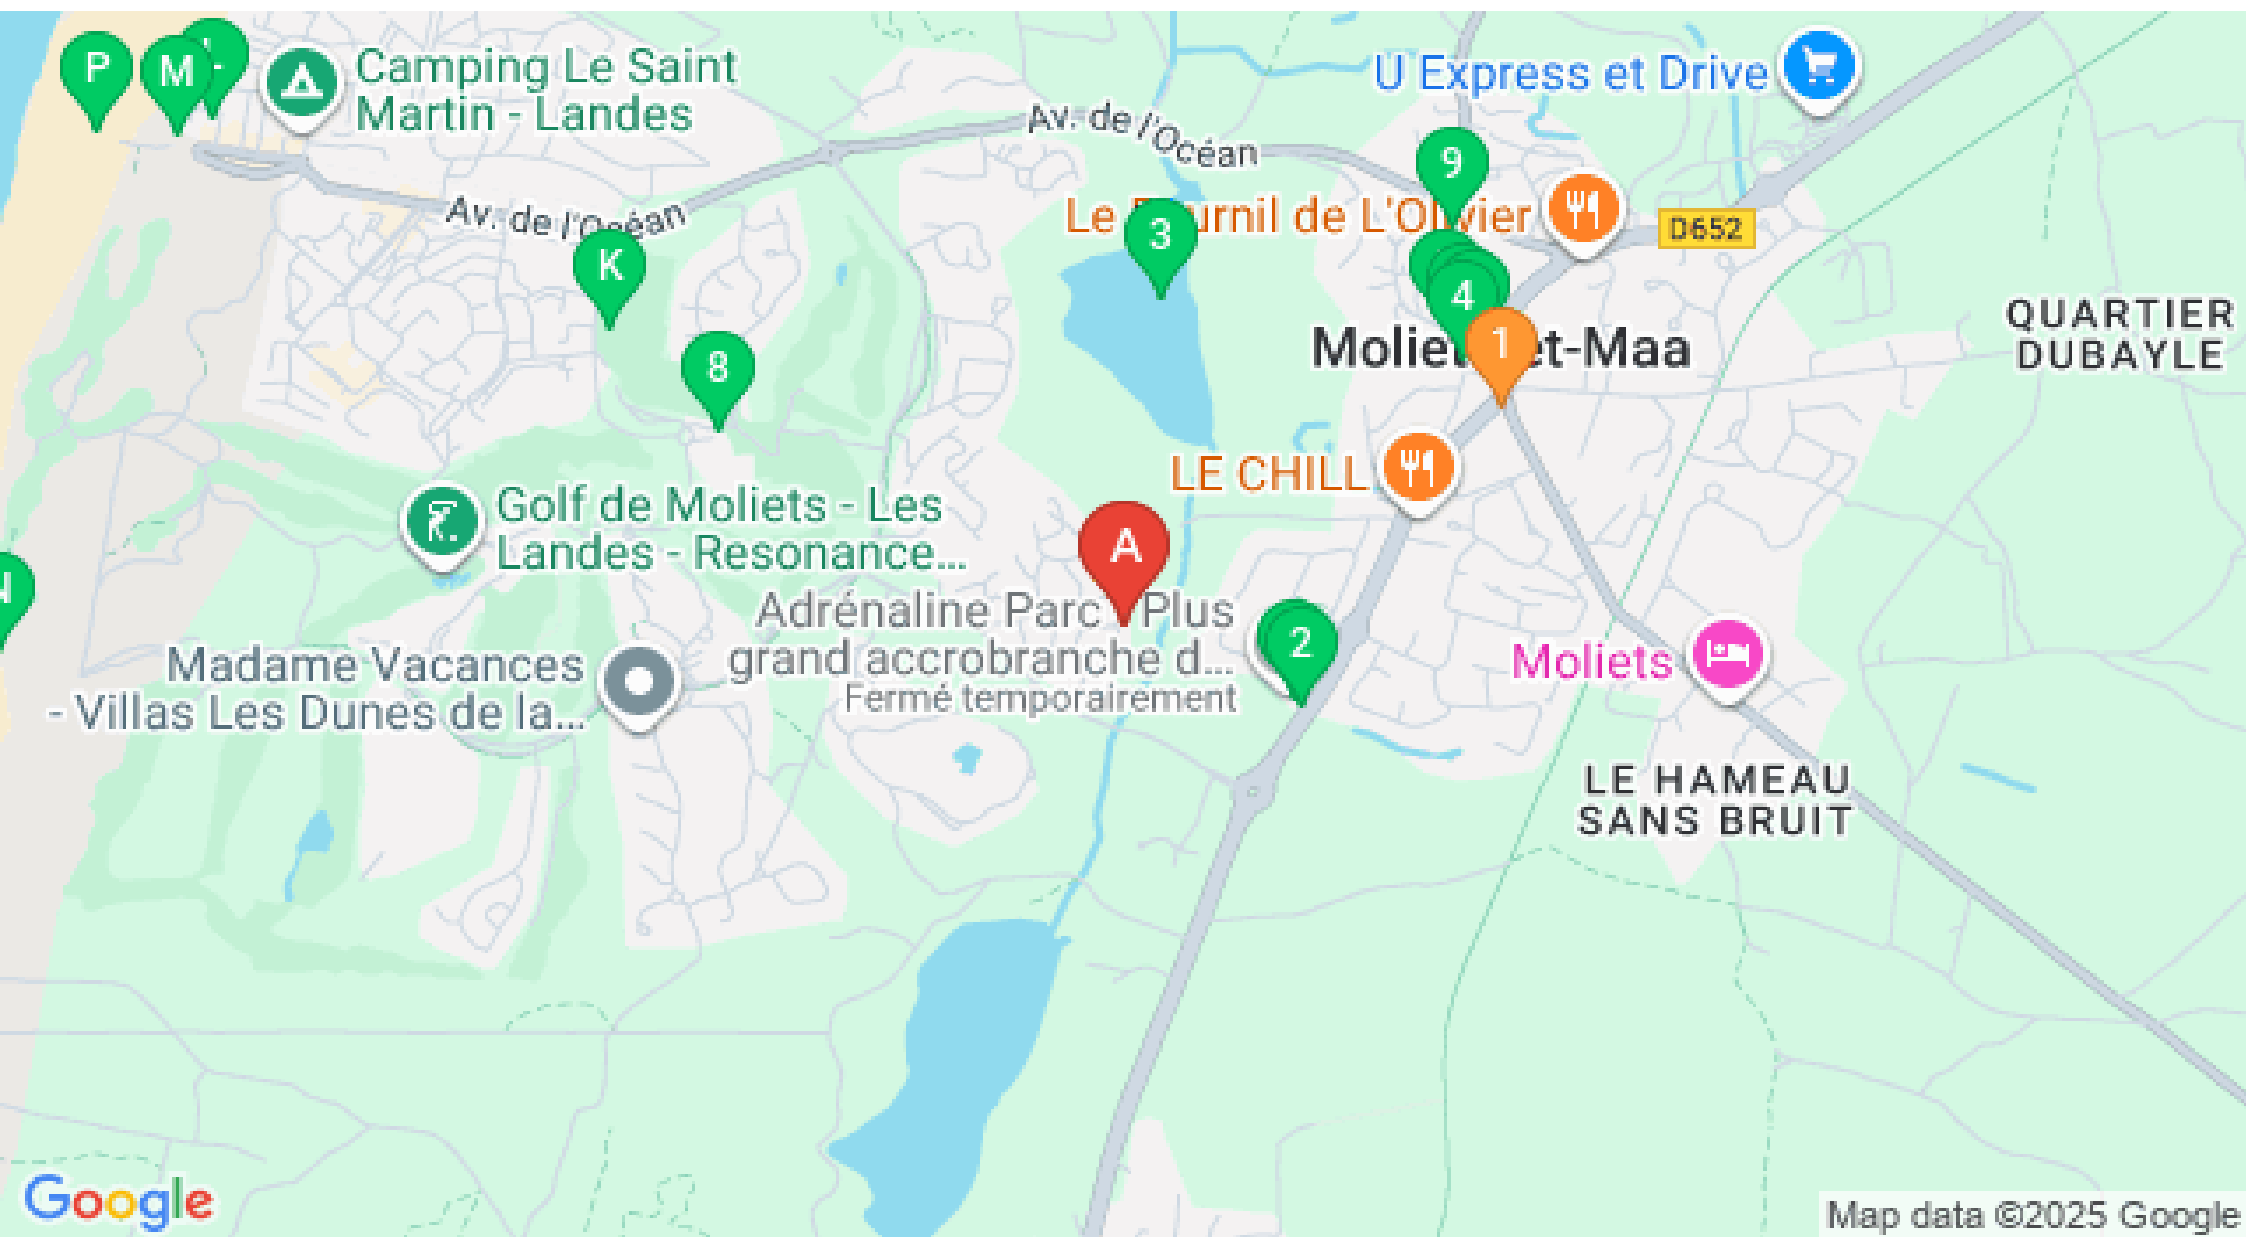 P
M
Camping Le Saint
Martin - Landes
Av. de l'Océan
U Express et Drive
9
Av. de l'Océan
3
Le
urnil de L'Ol
vier
D652
K
4
QUARTIER
DUBAYLE
1
et-Maa
8
LE CHILL
Golf de Moliets - Les
Landes - Resonance...
A
Adrénaline Parc
Plus
grand accrobranche d...
Fermé temporairement
2
Madame Vacances
- Villas Les Dunes de la...
Moliets
LE HAMEAU
SANS BRUIT
Google
Map data ©2025 Google